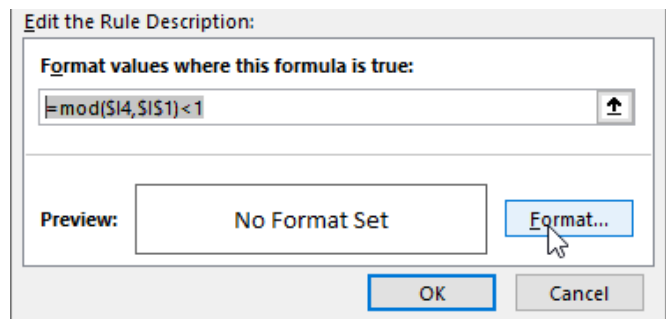 Edit the Rule Description:
Format values where this formula is true:
=mod($I4,$I$1)<1
Preview:
No Format Set
Format...
OK
Cancel